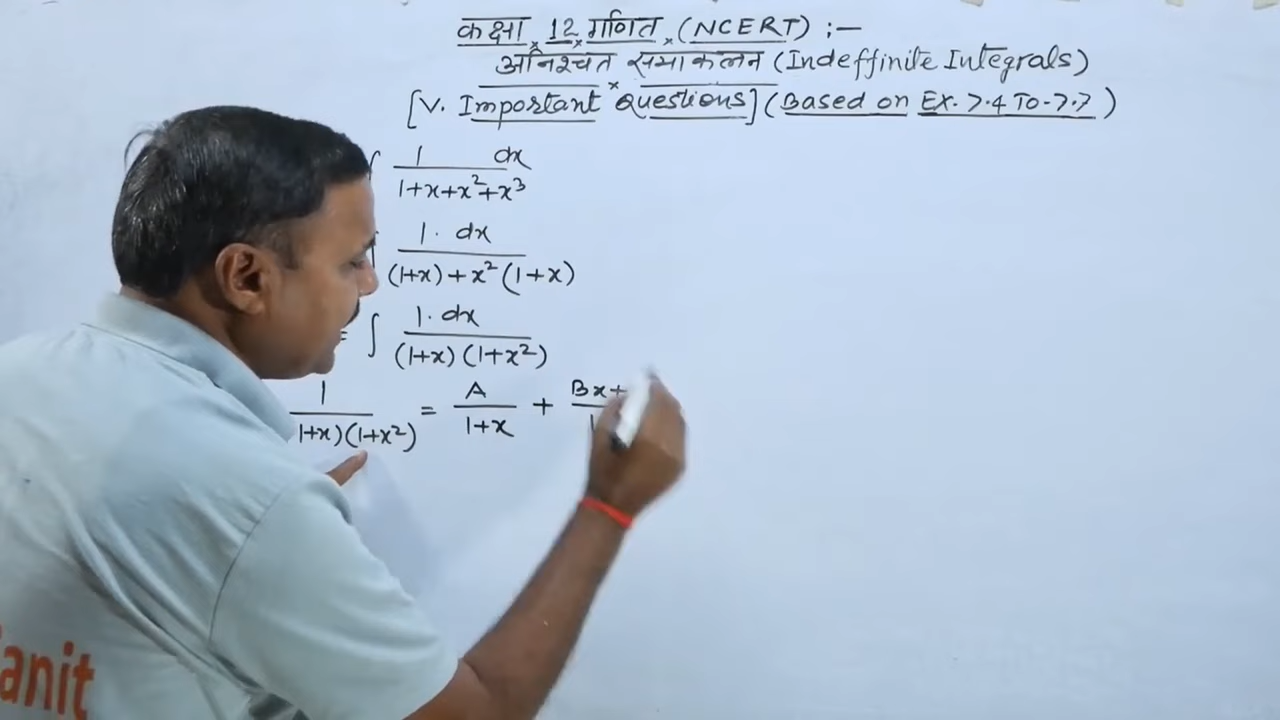 कक्षा 12 गणित (NCERT) :-
अनिश्चत समाकलन (Indeffinite Integrals)
[V. Important Questions] (Based on Ex. 7.4 To-7.7)
∫ 1 dx / 1+x+x²+x³
∫ 1. dx / (1+x) + x² (1+x)
= ∫ 1. dx / (1+x) (1+x²)
1 / 1+x)(1+x²) = A / 1+x + Bx+ / 1
anit